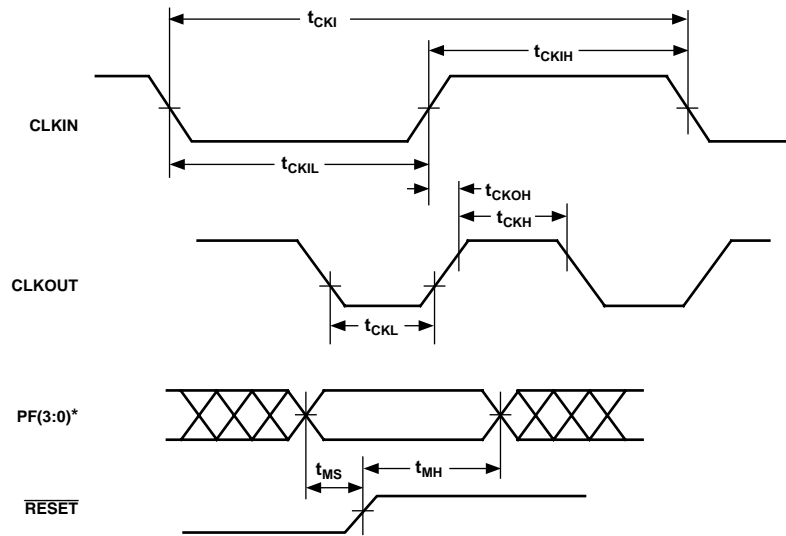 tCKI
tCKIH
CLKIN
tCKIL
tCKOH
tCKH
CLKOUT
tCKL
PF(3:0)*
tMS
tMH
RESET